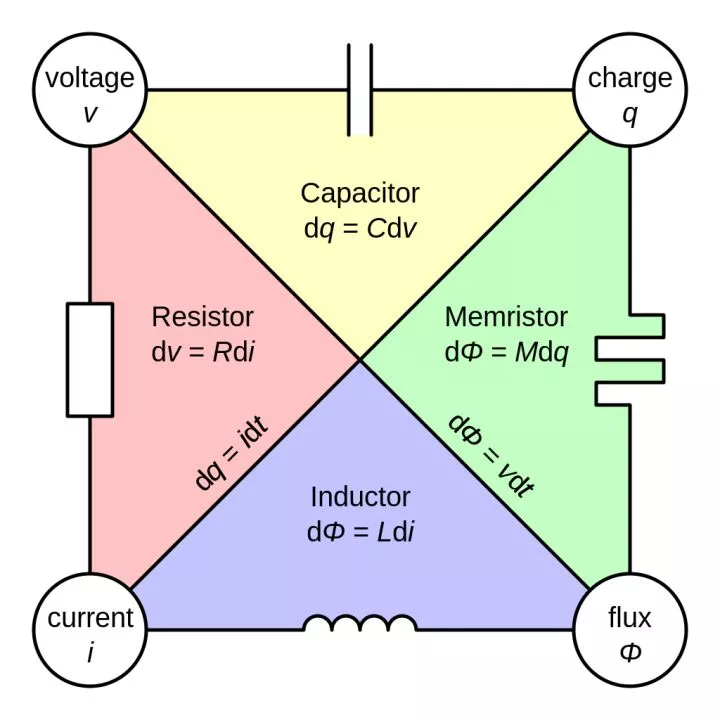 voltage
v
charge
q
Capacitor
dq = Cdv
Resistor
dv = Rdi
Memristor
dΦ = Mdq
dq = idt
dΦ = vdt
Inductor
dΦ = Ldi
current
i
flux
Φ